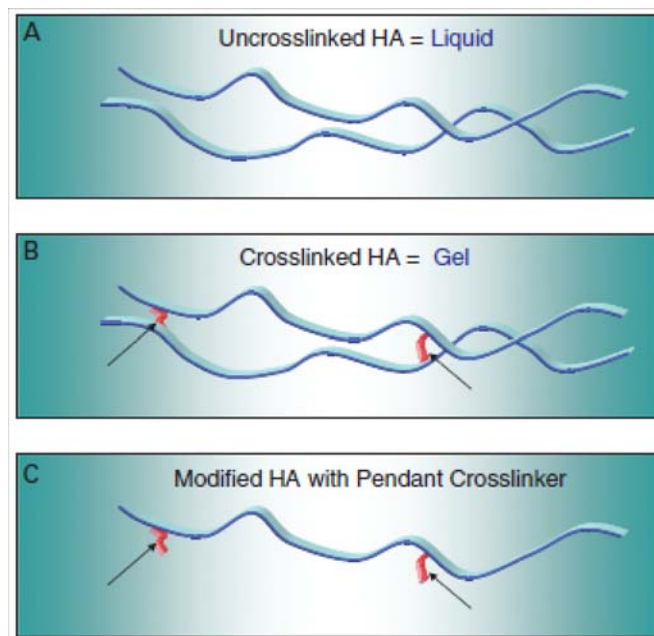 A
Uncrosslinked HA = Liquid
B
Crosslinked HA = Gel
C
Modified HA with Pendant Crosslinker